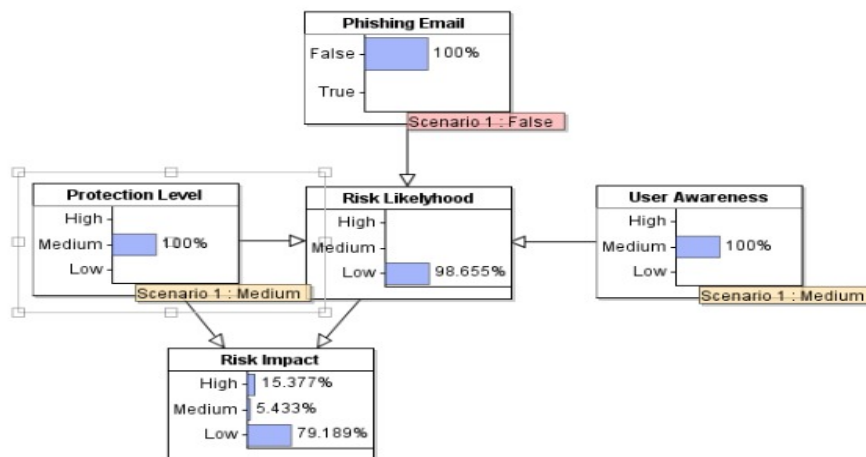 Phishing Email
False
100%
True
Scenario 1 : False
Protection Level
High
Medium
100%
Low
Scenario 1 : Medium
Risk Likelyhood
High
Medium
Low
98.655%
User Awareness
High
Medium
100%
Low
Scenario 1 : Medium
Risk Impact
High
15.377%
Medium
5.433%
Low
79.189%